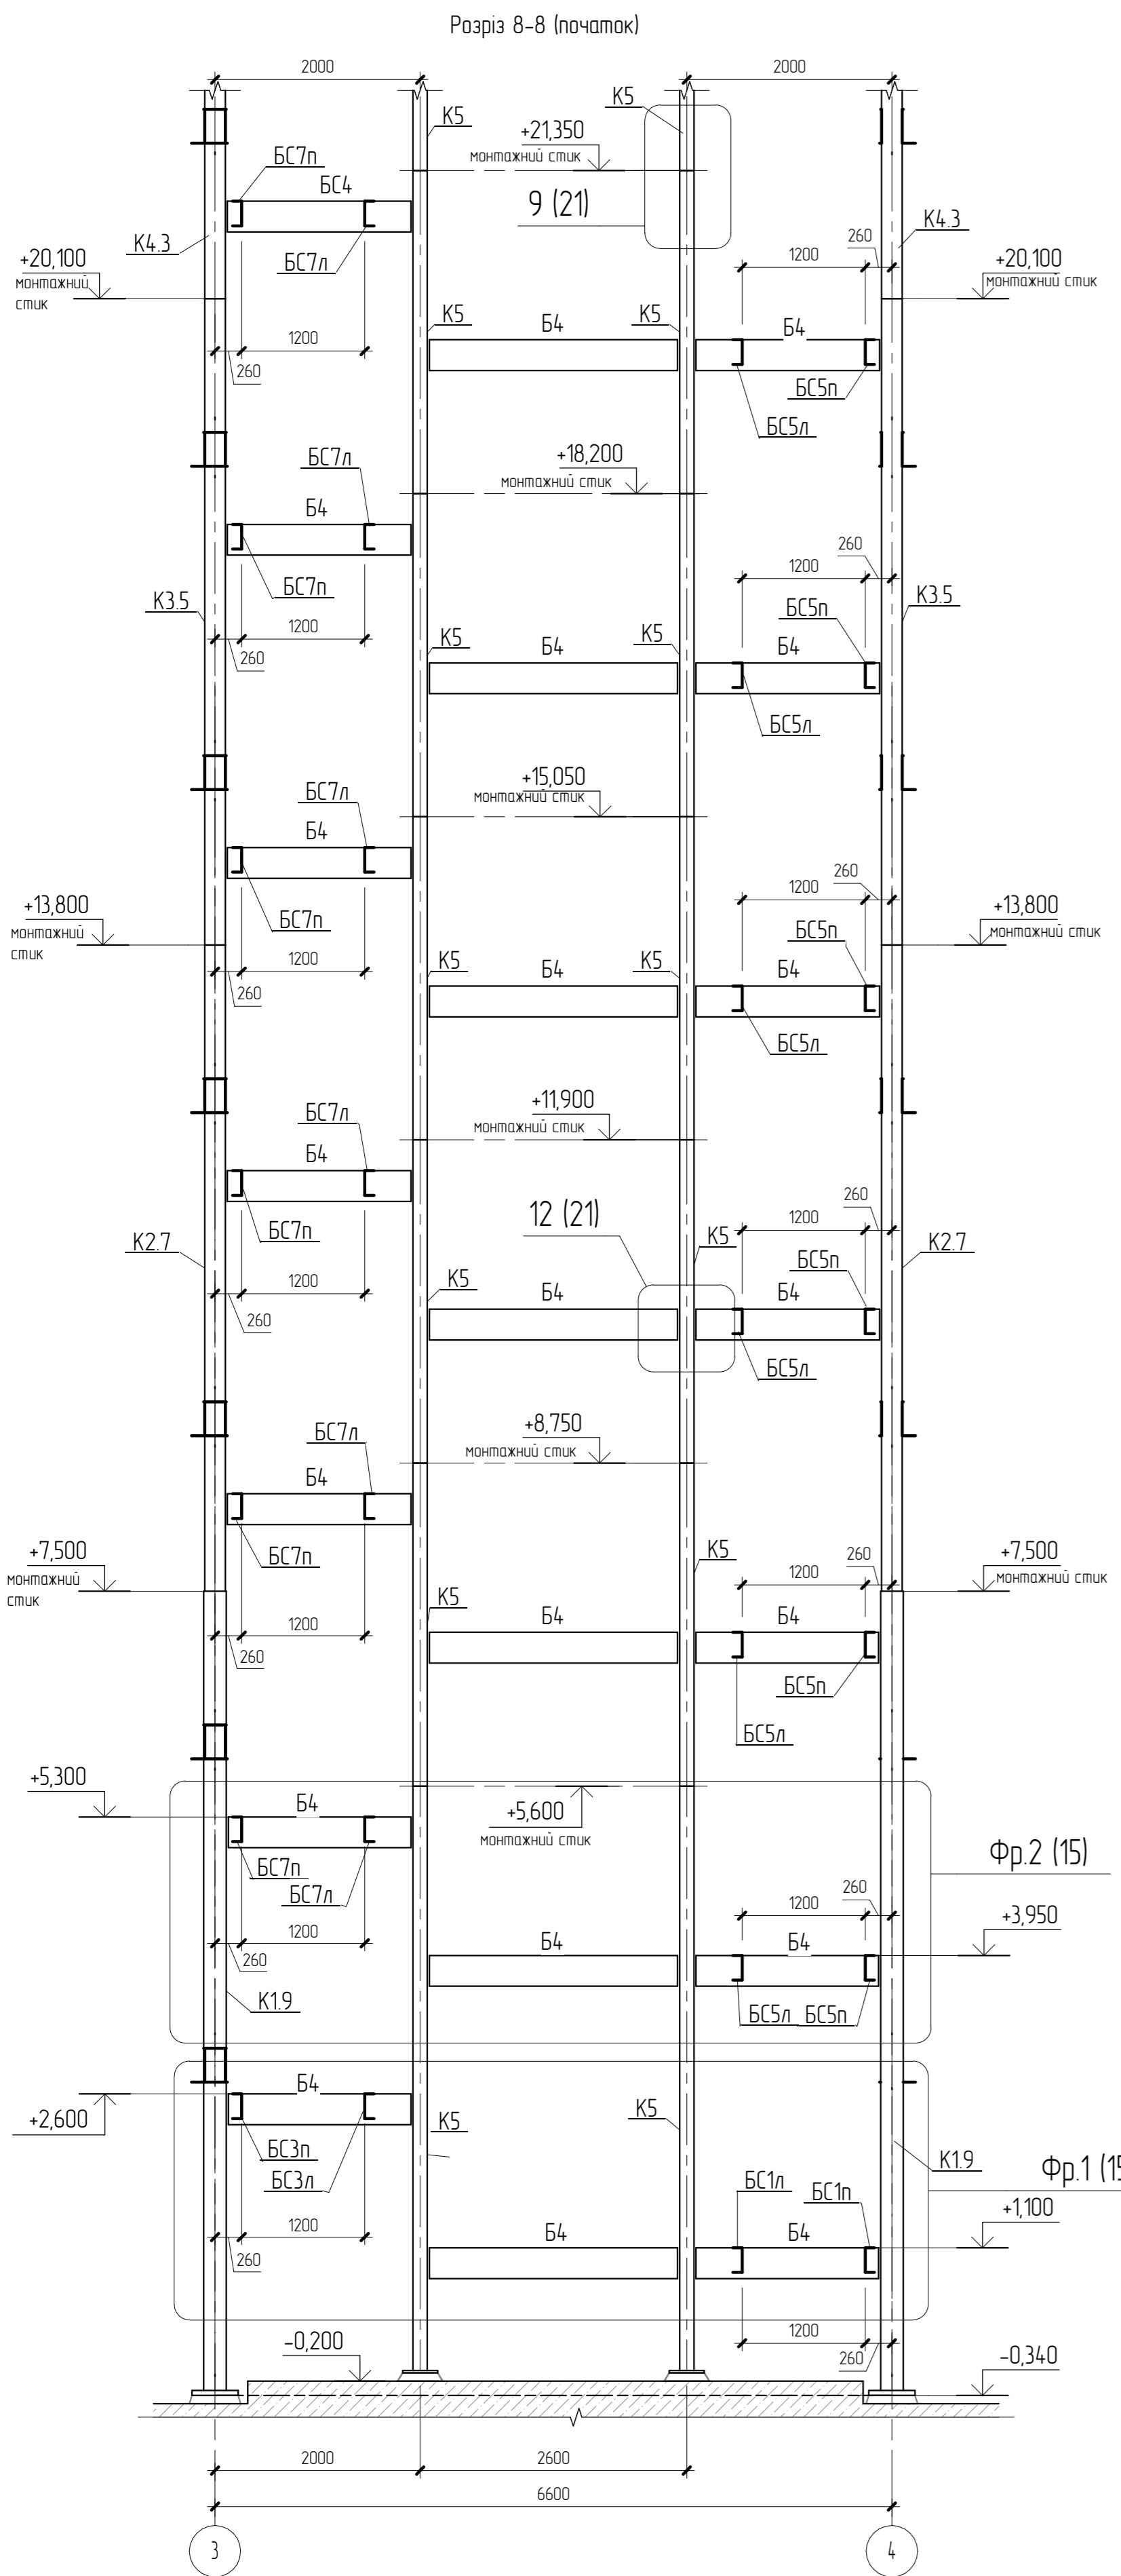 Розріз 8-8 (початок)
2000
2000
К5
К5
+21,350
монтажний стик
БС7п
БС4
9 (21)
К4.3
БС7л
К4.3
260
+20,100
монтажний
стик
1200
+20,100
монтажний стик
К5
К5
Б4
Б4
1200
260
БС5п
БС5л
+18,200
монтажний стик
БС7л
Б4
260
1200
БС7п
К3.5
БС5п
К3.5
1200
К5
К5
Б4
Б4
260
БС5л
+15,050
монтажний стик
БС7л
Б4
260
1200
+13,800
монтажний
стик
БС7п
+13,800
монтажний стик
БС5п
1200
К5
К5
Б4
Б4
260
БС5л
+11,900
монтажний стик
БС7л
Б4
12 (21)
260
1200
БС7п
К2.7
К5
К2.7
БС5п
1200
К5
Б4
Б4
260
БС5л
+8,750
монтажний стик
БС7л
Б4
БС7п
+7,500
монтажний
стик
К5
260
1200
+7,500
монтажний стик
К5
1200
Б4
Б4
260
БС5п
БС5л
+5,300
Б4
+5,600
монтажний стик
Фр.2 (15)
БС7п
БС7л
260
1200
+3,950
1200
260
Б4
Б4
К1.9
БС5л
БС5п
Б4
+2,600
К5
К5
БС3п
БС3л
К1.9
Фр.1 (15
БС1л
БС1п
+1,100
1200
260
Б4
Б4
1200
260
-0,200
-0,340
2000
2600
6600
3
4